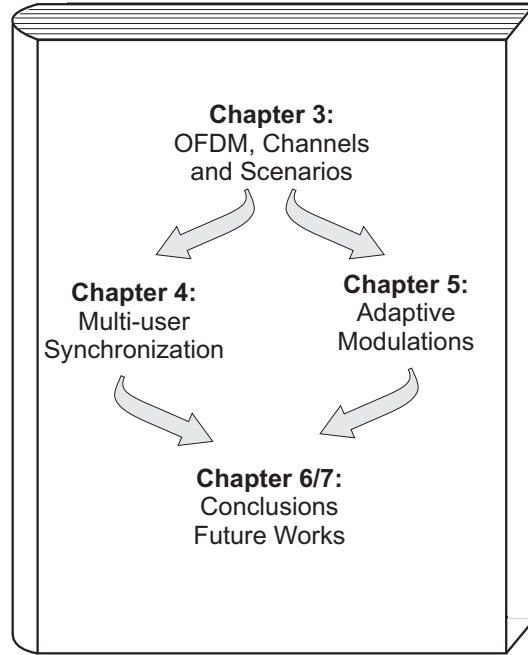 Chapter 3:
OFDM, Channels
and Scenarios
Chapter 4:
Multi-user
Synchronization
Chapter 5:
Adaptive
Modulations
Chapter 6/7:
Conclusions
Future Works